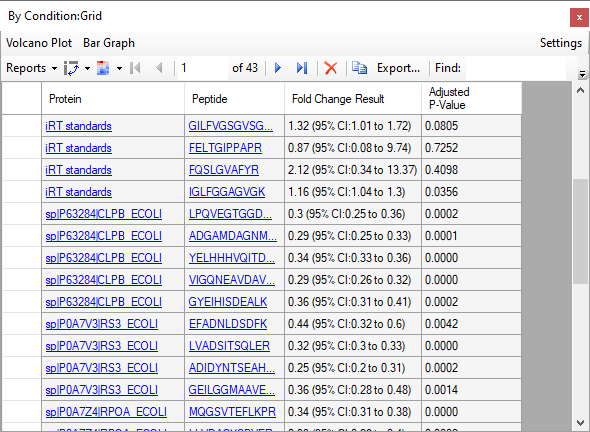 By Condition:Grid
x
Volcano Plot Bar Graph Settings
Reports 1 of 43 Export... Find:
Protein Peptide Fold Change Result Adjusted
P-Value
iRT standards GILFVGSGVSG... 1.32 (95% CI:1.01 to 1.72) 0.0805
iRT standards FELTGIPPAPR 0.87 (95% CI:0.08 to 9.74) 0.7252
iRT standards FQSLGVAFYR 2.12 (95% CI:0.34 to 13.37) 0.4098
iRT standards IGLFGGAGVGK 1.16 (95% CI:1.04 to 1.3) 0.0356
sp|P63284|CLPB_ECOLI LPQVEGTGGD... 0.3 (95% CI:0.25 to 0.36) 0.0002
sp|P63284|CLPB_ECOLI ADGAMDAGNM... 0.29 (95% CI:0.25 to 0.33) 0.0001
sp|P63284|CLPB_ECOLI YELHHHVQITD... 0.34 (95% CI:0.33 to 0.36) 0.0000
sp|P63284|CLPB_ECOLI VIGQNEAVDAV... 0.29 (95% CI:0.26 to 0.32) 0.0000
sp|P63284|CLPB_ECOLI GYEIHISDEALK 0.36 (95% CI:0.31 to 0.41) 0.0002
sp|P0A7V3|RS3_ECOLI EFADNLDSDFK 0.44 (95% CI:0.32 to 0.6) 0.0042
sp|P0A7V3|RS3_ECOLI LVADSITSQLER 0.32 (95% CI:0.3 to 0.33) 0.0000
sp|P0A7V3|RS3_ECOLI ADIDYNTSEAH... 0.25 (95% CI:0.2 to 0.31) 0.0002
sp|P0A7V3|RS3_ECOLI GEILGGMAAVE... 0.36 (95% CI:0.28 to 0.48) 0.0014
sp|P0A7Z4|RPOA_ECOLI MQGSVTEFLKPR 0.34 (95% CI:0.31 to 0.38) 0.0000